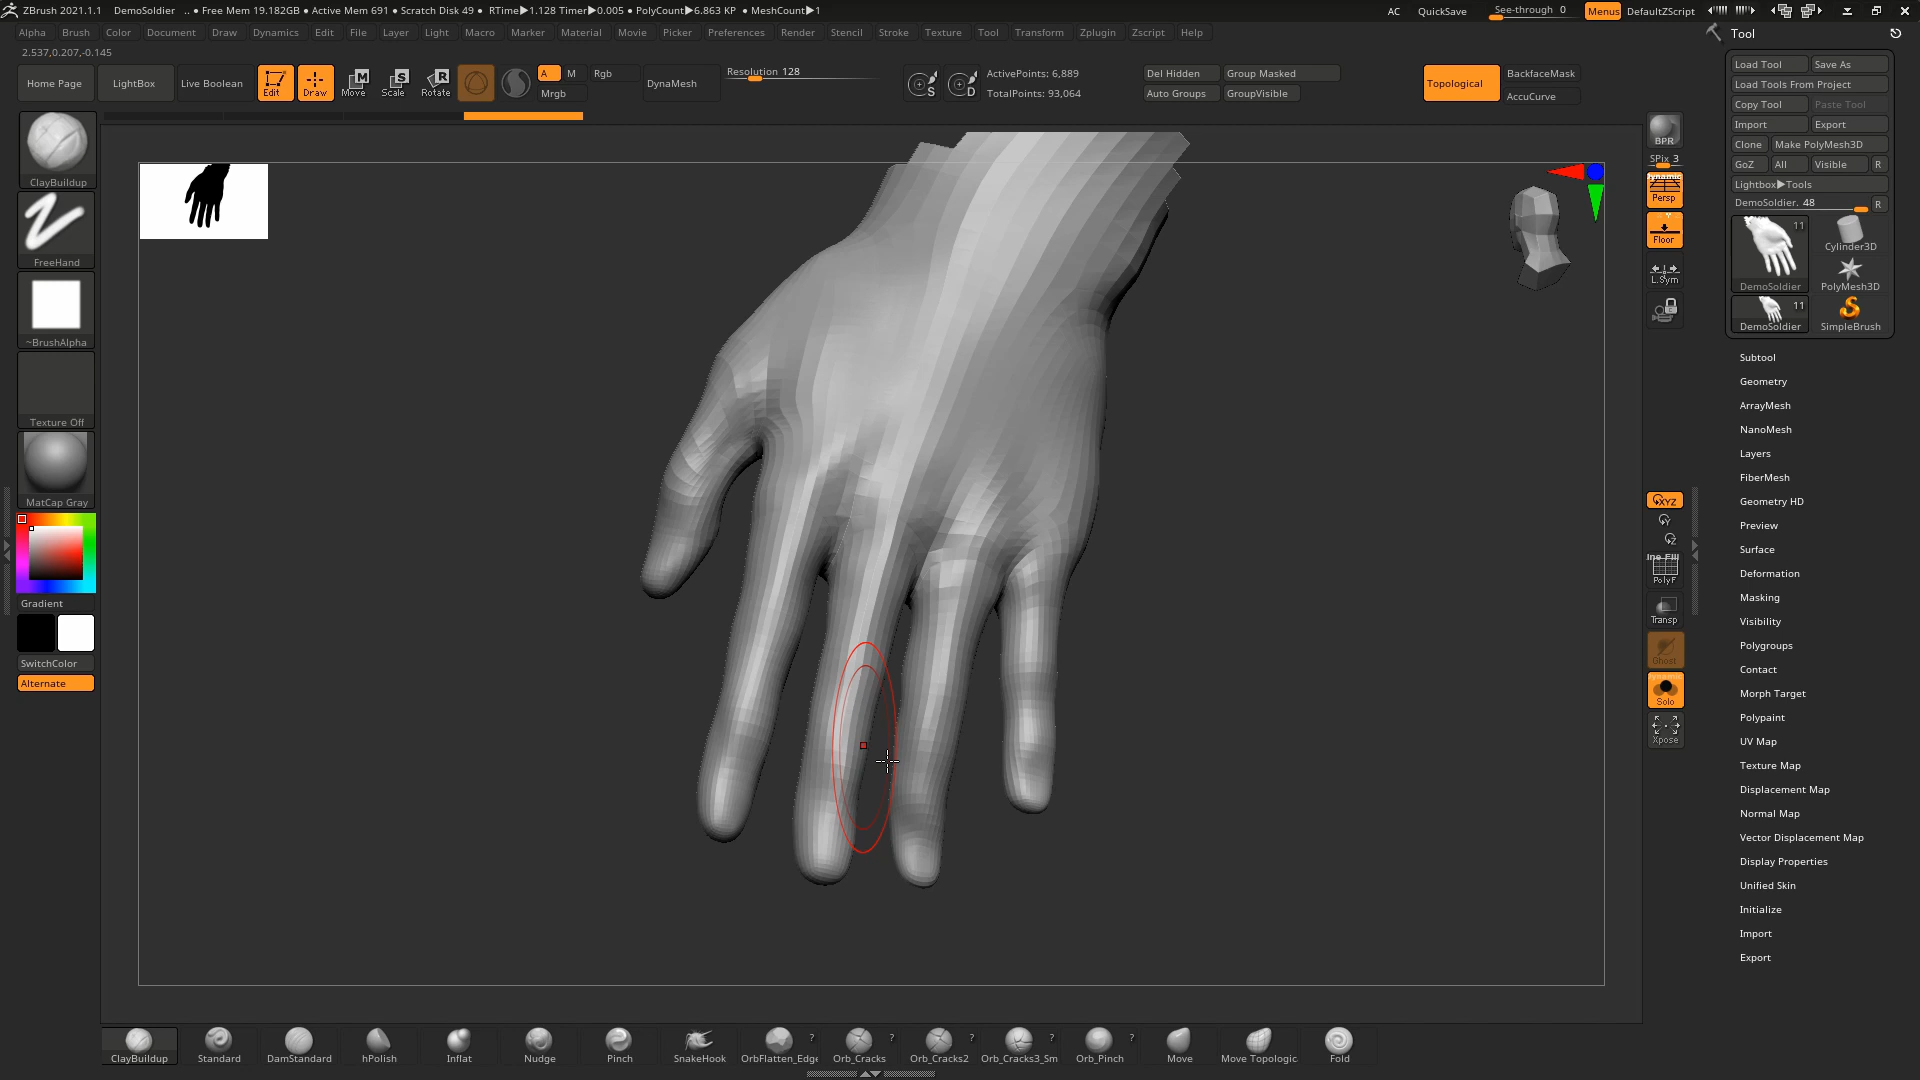 ZBrush 2021.1.1 DemoSoldier .. ● Free Mem 19.182GB ● Active Mem 691 ● Scratch Disk 49 ● RTime▶1.128 Timer▶0.005 ● PolyCount▶6.863 KP ● MeshCount▶1 AC QuickSave See-through 0 Menus DefaultZScript
Alpha Brush Color Document Draw Dynamics Edit File Layer Light Macro Marker Material Movie Picker Preferences Render Stencil Stroke Texture Tool Transform Zplugin Zscript Help
Tool
2.537,0.207,-0.145
Home Page LightBox Live Boolean Edit Draw Move Scale Rotate
A M Rgb
Mrgb
DynaMesh
Resolution 128
S D
ActivePoints: 6,889
TotalPoints: 93,064
Del Hidden Group Masked
Auto Groups GroupVisible
Topological
BackfaceMask
AccuCurve
ClayBuildup
FreeHand
~BrushAlpha
Texture Off
MatCap Gray
Gradient
SwitchColor
Alternate
BPR
SPix 3
Persp
Floor
L.Sym
XYZ
Y
Z
PolyF
Transp
Ghost
Solo
Xpose
Load Tool Save As
Load Tools From Project
Copy Tool Paste Tool
Import Export
Clone Make PolyMesh3D
GoZ All Visible R
Lightbox▶Tools
DemoSoldier. 48 R
11
Cylinder3D
DemoSoldier PolyMesh3D
11
DemoSoldier SimpleBrush
Subtool
Geometry
ArrayMesh
NanoMesh
Layers
FiberMesh
Geometry HD
Preview
Surface
Deformation
Masking
Visibility
Polygroups
Contact
Morph Target
Polypaint
UV Map
Texture Map
Displacement Map
Normal Map
Vector Displacement Map
Display Properties
Unified Skin
Initialize
Import
Export
? ? ? ? ?
ClayBuildup Standard DamStandard hPolish Inflat Nudge Pinch SnakeHook OrbFlatten_Edge Orb_Cracks Orb_Cracks2 Orb_Cracks3_Sm Orb_Pinch Move Move Topologic Fold